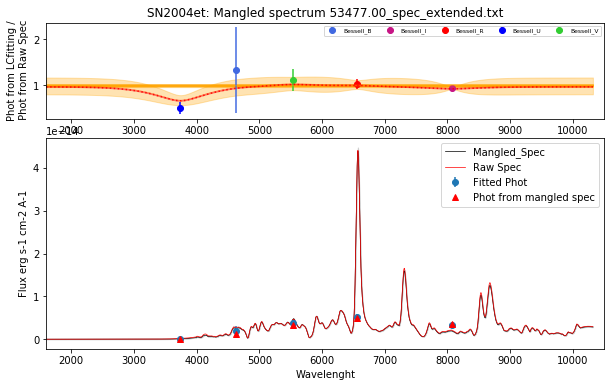 SN2004et: Mangled spectrum 53477.00_spec_extended.txt
Phot from LCfitting /
Phot from Raw Spec
2
1
Bessell_B
Bessell_I
Bessell_R
Bessell_U
Bessell_V
2000 3000 4000 5000 6000 7000 8000 9000 10000
Flux erg s-1 cm-2 A-1
4
3
2
1
0
Mangled_Spec
Raw Spec
Fitted Phot
Phot from mangled spec
2000 3000 4000 5000 6000 7000 8000 9000 10000
Wavelenght